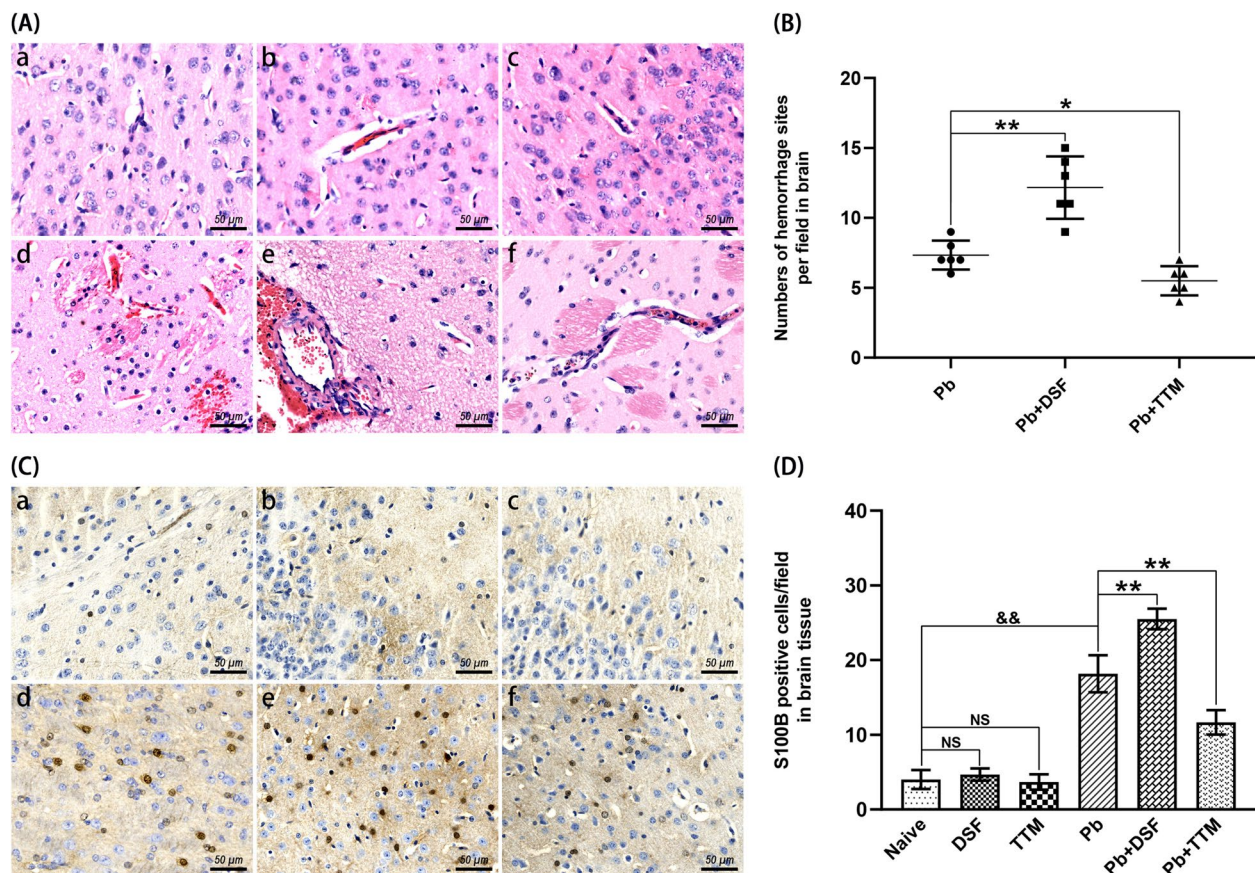 (A)
a
50 µm
b
50 µm
c
50 µm
d
50 µm
e
50 µm
f
50 µm
(B)
Numbers of hemorrhage sites
per field in brain
20
15
10
5
0
*
**
Pb
Pb+DSF
Pb+TTM
(C)
a
50 µm
b
50 µm
c
50 µm
d
50 µm
e
50 µm
f
50 µm
(D)
S100B positive cells/field
in brain tissue
40
30
20
10
0
**
**
&&
NS
NS
Naive
DSF
TTM
Pb
Pb+DSF
Pb+TTM